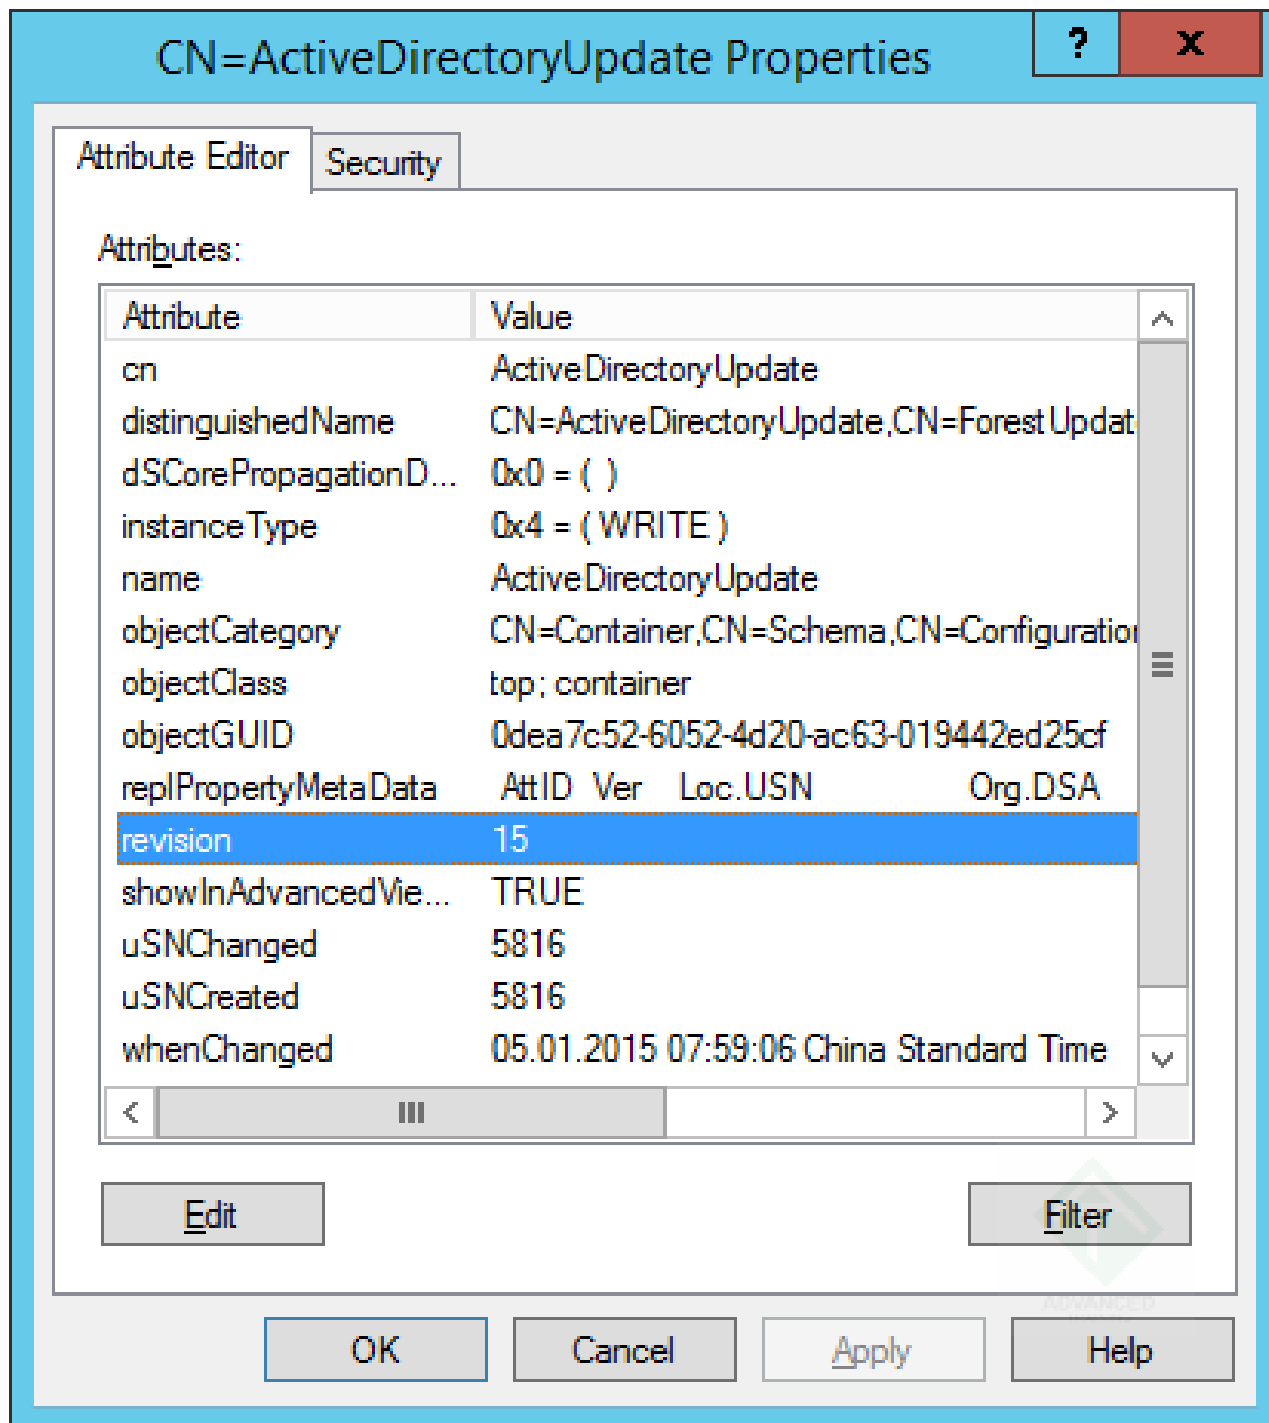 CN=ActiveDirectoryUpdate Properties ? x
Attribute Editor Security
Attributes:
Attribute Value
cn ActiveDirectoryUpdate
distinguishedName CN=ActiveDirectoryUpdate,CN=ForestUpdat
dSCorePropagationD... 0x0 = ( )
instanceType 0x4 = ( WRITE )
name ActiveDirectoryUpdate
objectCategory CN=Container,CN=Schema,CN=Configuration
objectClass top; container
objectGUID 0dea7c52-6052-4d20-ac63-019442ed25cf
replPropertyMetaData AttID Ver Loc.USN Org.DSA
revision 15
showInAdvancedVie... TRUE
uSNChanged 5816
uSNCreated 5816
whenChanged 05.01.2015 07:59:06 China Standard Time
Edit Filter
ADVANCED
OK Cancel Apply Help